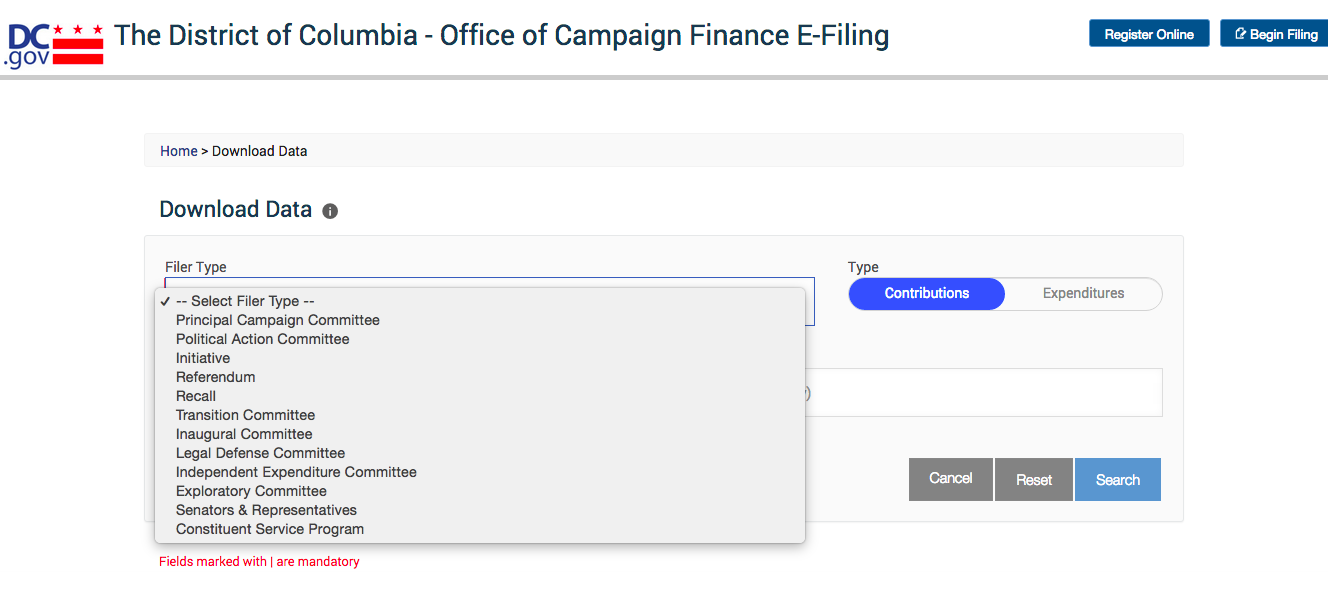 DC
.gov
The District of Columbia - Office of Campaign Finance E-Filing
Register Online
Begin Filing
Home > Download Data
Download Data
Filer Type
Type
Contributions
Expenditures
✓ -- Select Filer Type --
Principal Campaign Committee
Political Action Committee
Initiative
Referendum
Recall
Transition Committee
Inaugural Committee
Legal Defense Committee
Independent Expenditure Committee
Exploratory Committee
Senators & Representatives
Constituent Service Program
)
Cancel
Reset
Search
Fields marked with | are mandatory